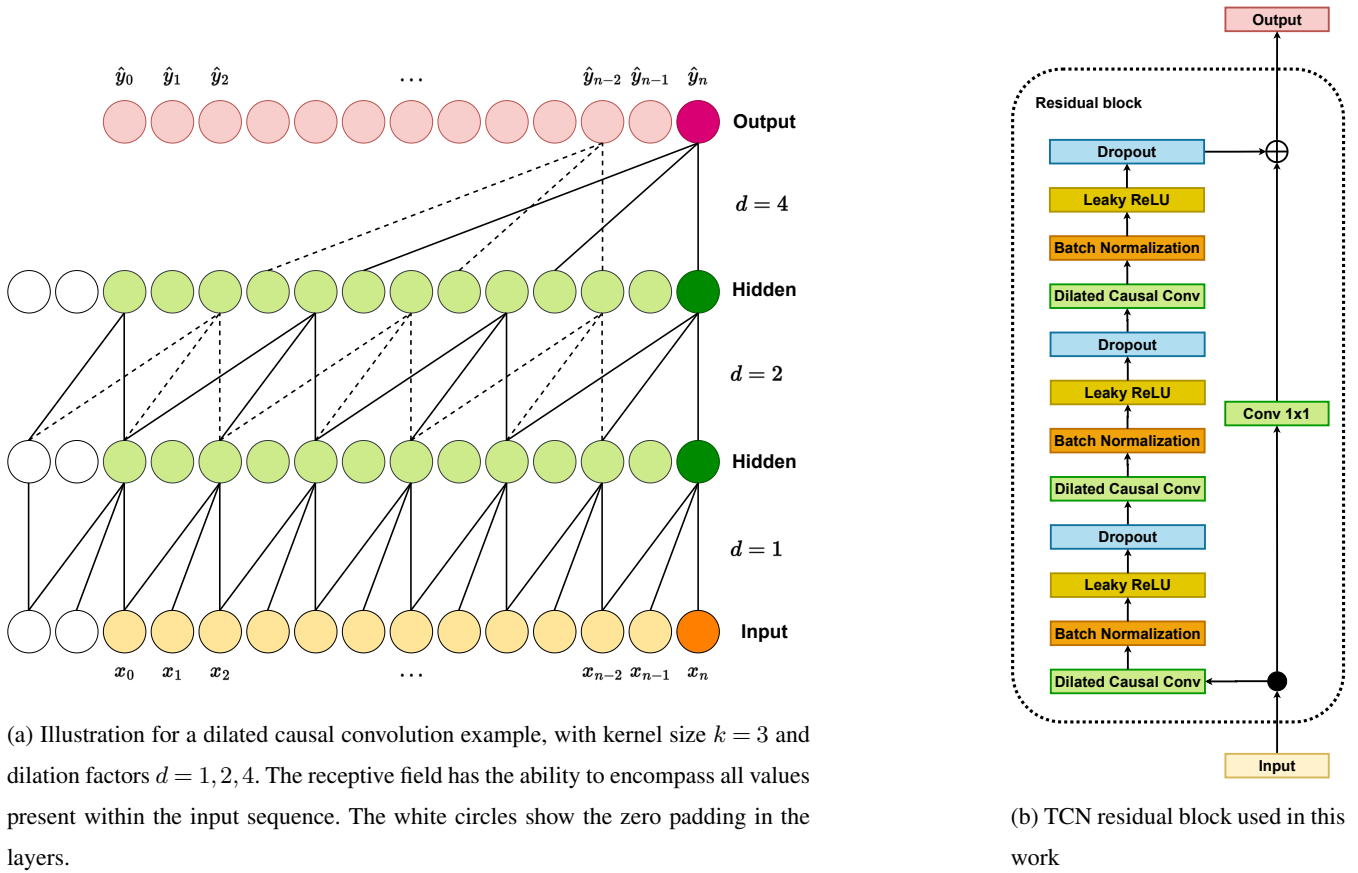 ŷ₀ ŷ₁ ŷ₂ ... ŷₙ₋₂ ŷₙ₋₁ ŷₙ
Output
d = 4
Hidden
d = 2
Hidden
d = 1
Input
x₀ x₁ x₂ ... xₙ₋₂ xₙ₋₁ xₙ
(a) Illustration for a dilated causal convolution example, with kernel size k = 3 and
dilation factors d = 1, 2, 4. The receptive field has the ability to encompass all values
present within the input sequence. The white circles show the zero padding in the
layers.
Output
Residual block
Dropout
Leaky ReLU
Batch Normalization
Dilated Causal Conv
Dropout
Leaky ReLU
Conv 1x1
Batch Normalization
Dilated Causal Conv
Dropout
Leaky ReLU
Batch Normalization
Dilated Causal Conv
Input
(b) TCN residual block used in this
work